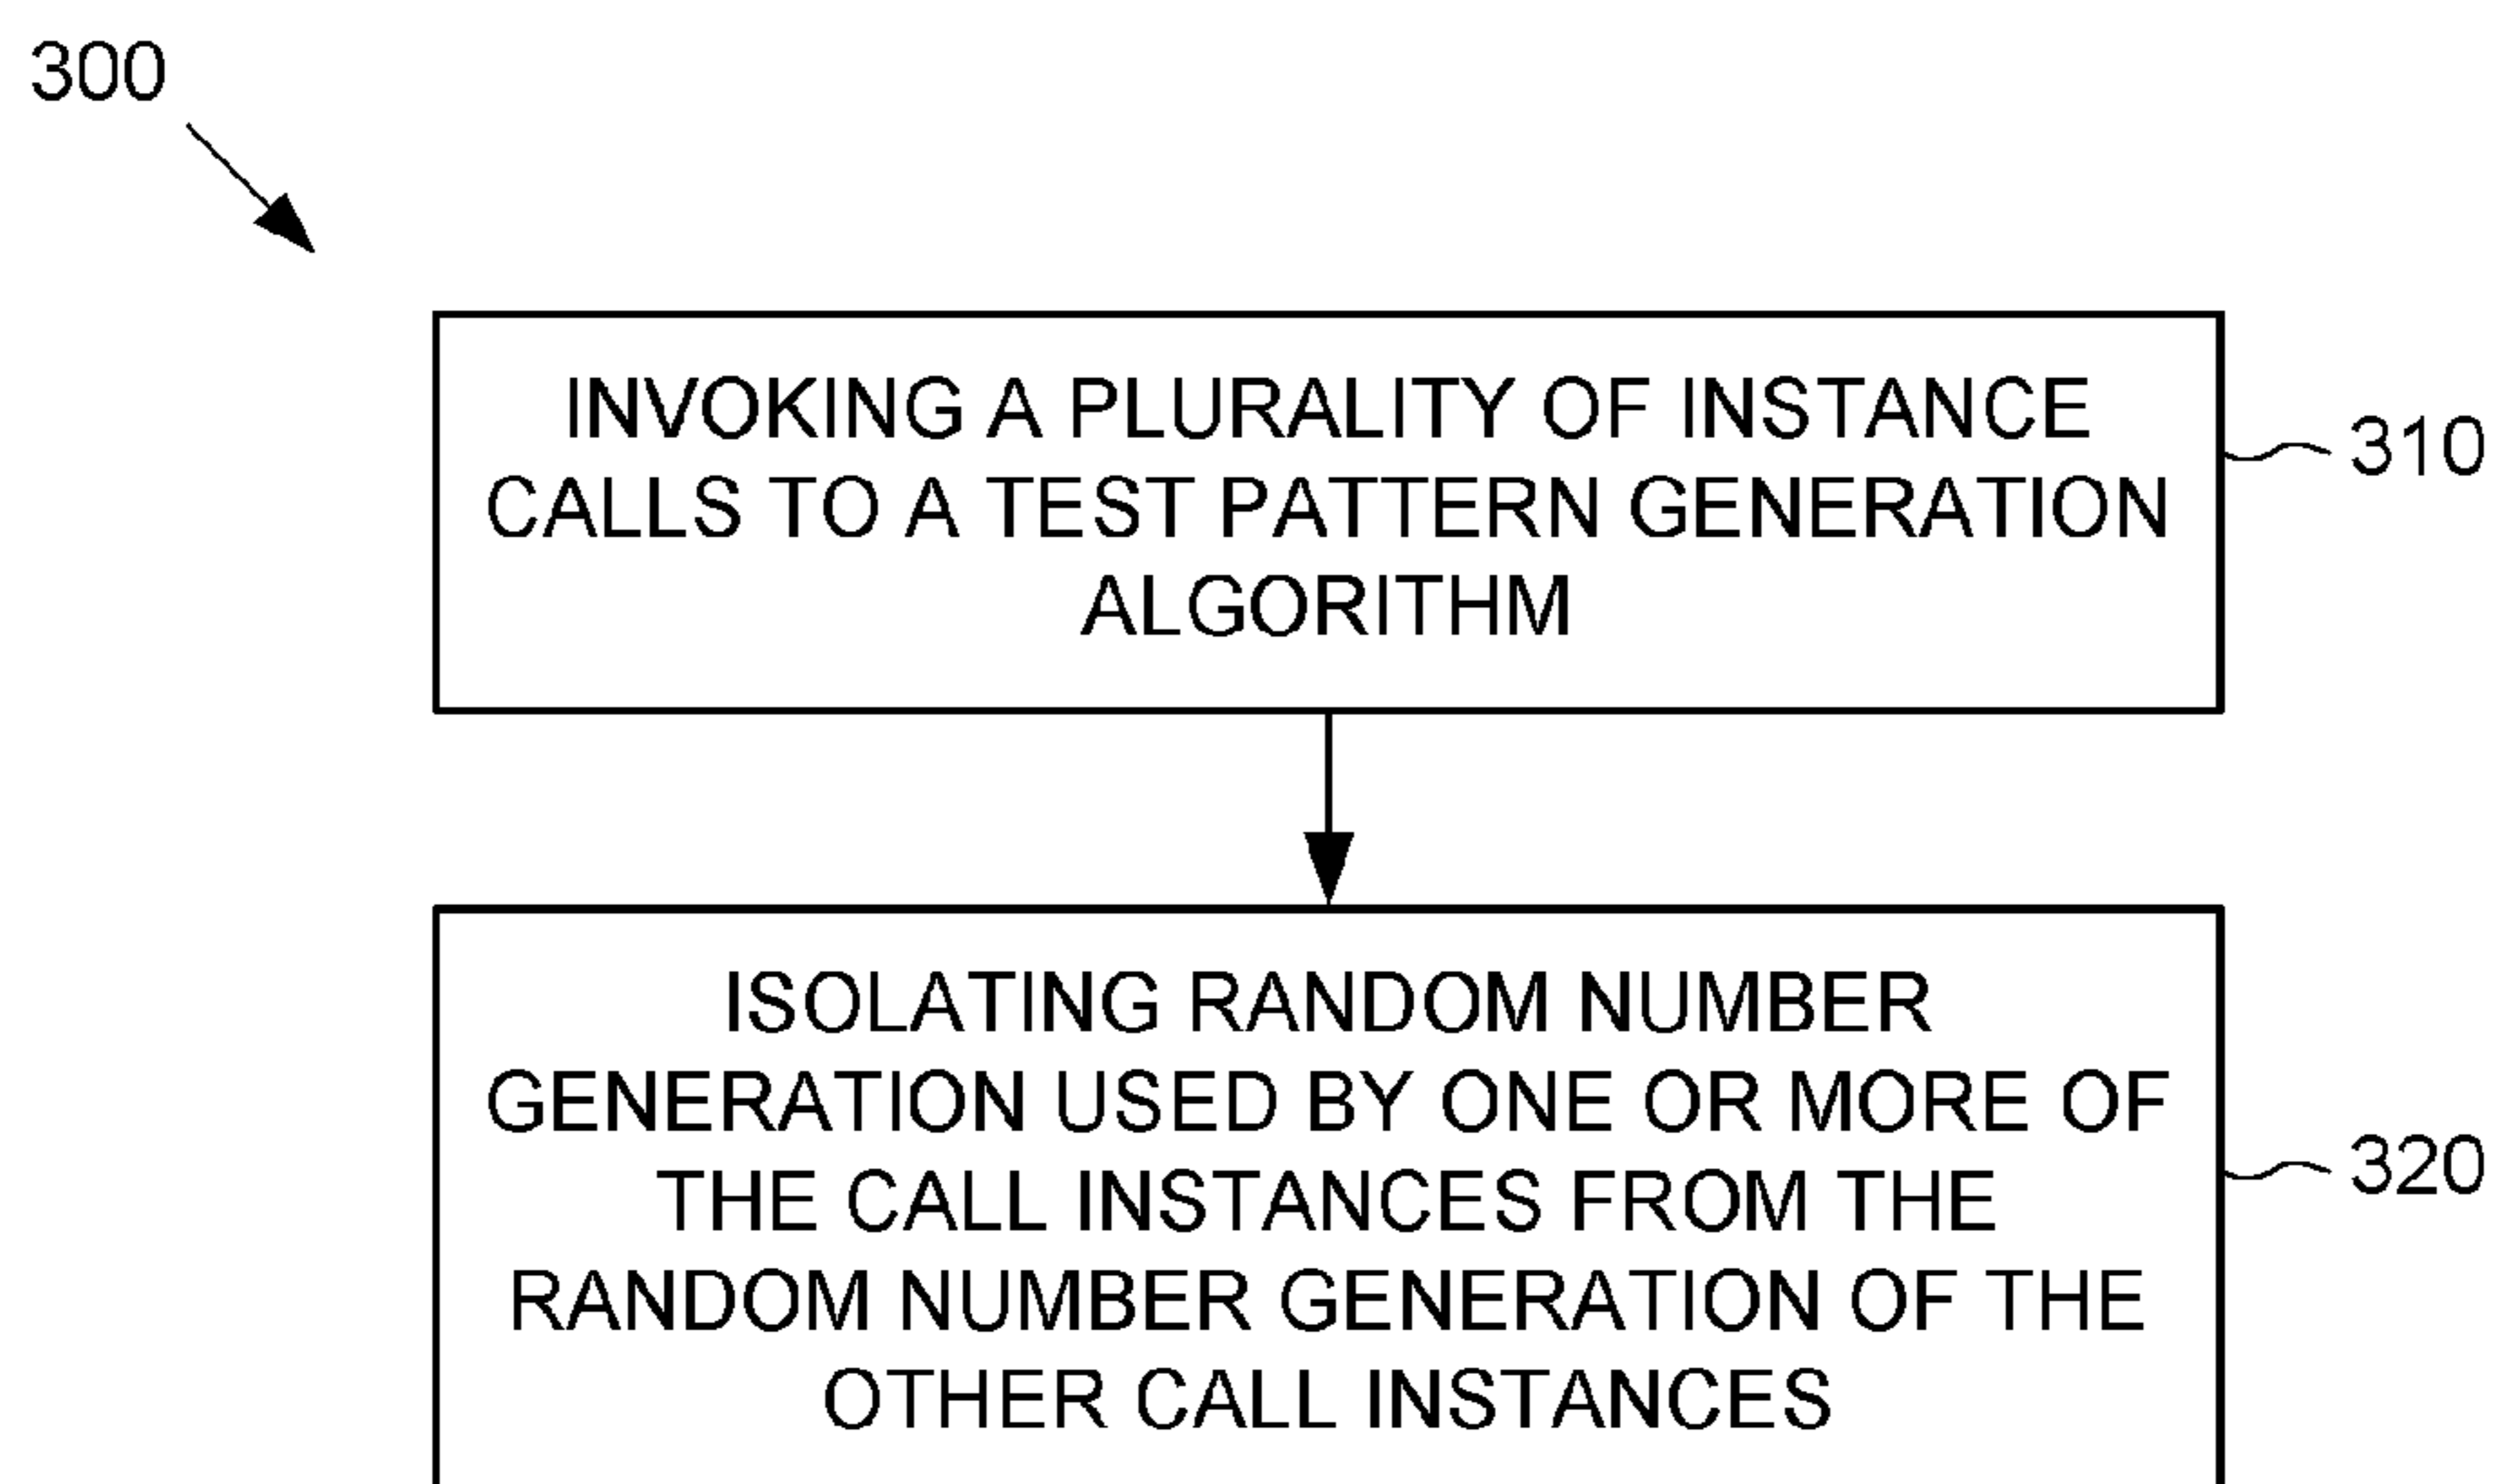 300
INVOKING A PLURALITY OF INSTANCE
CALLS TO A TEST PATTERN GENERATION
ALGORITHM
310
ISOLATING RANDOM NUMBER
GENERATION USED BY ONE OR MORE OF
THE CALL INSTANCES FROM THE
RANDOM NUMBER GENERATION OF THE
OTHER CALL INSTANCES
320